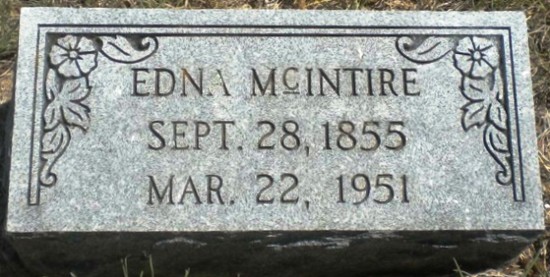 EDNA McINTIRE
SEPT. 28, 1855
MAR. 22, 1951